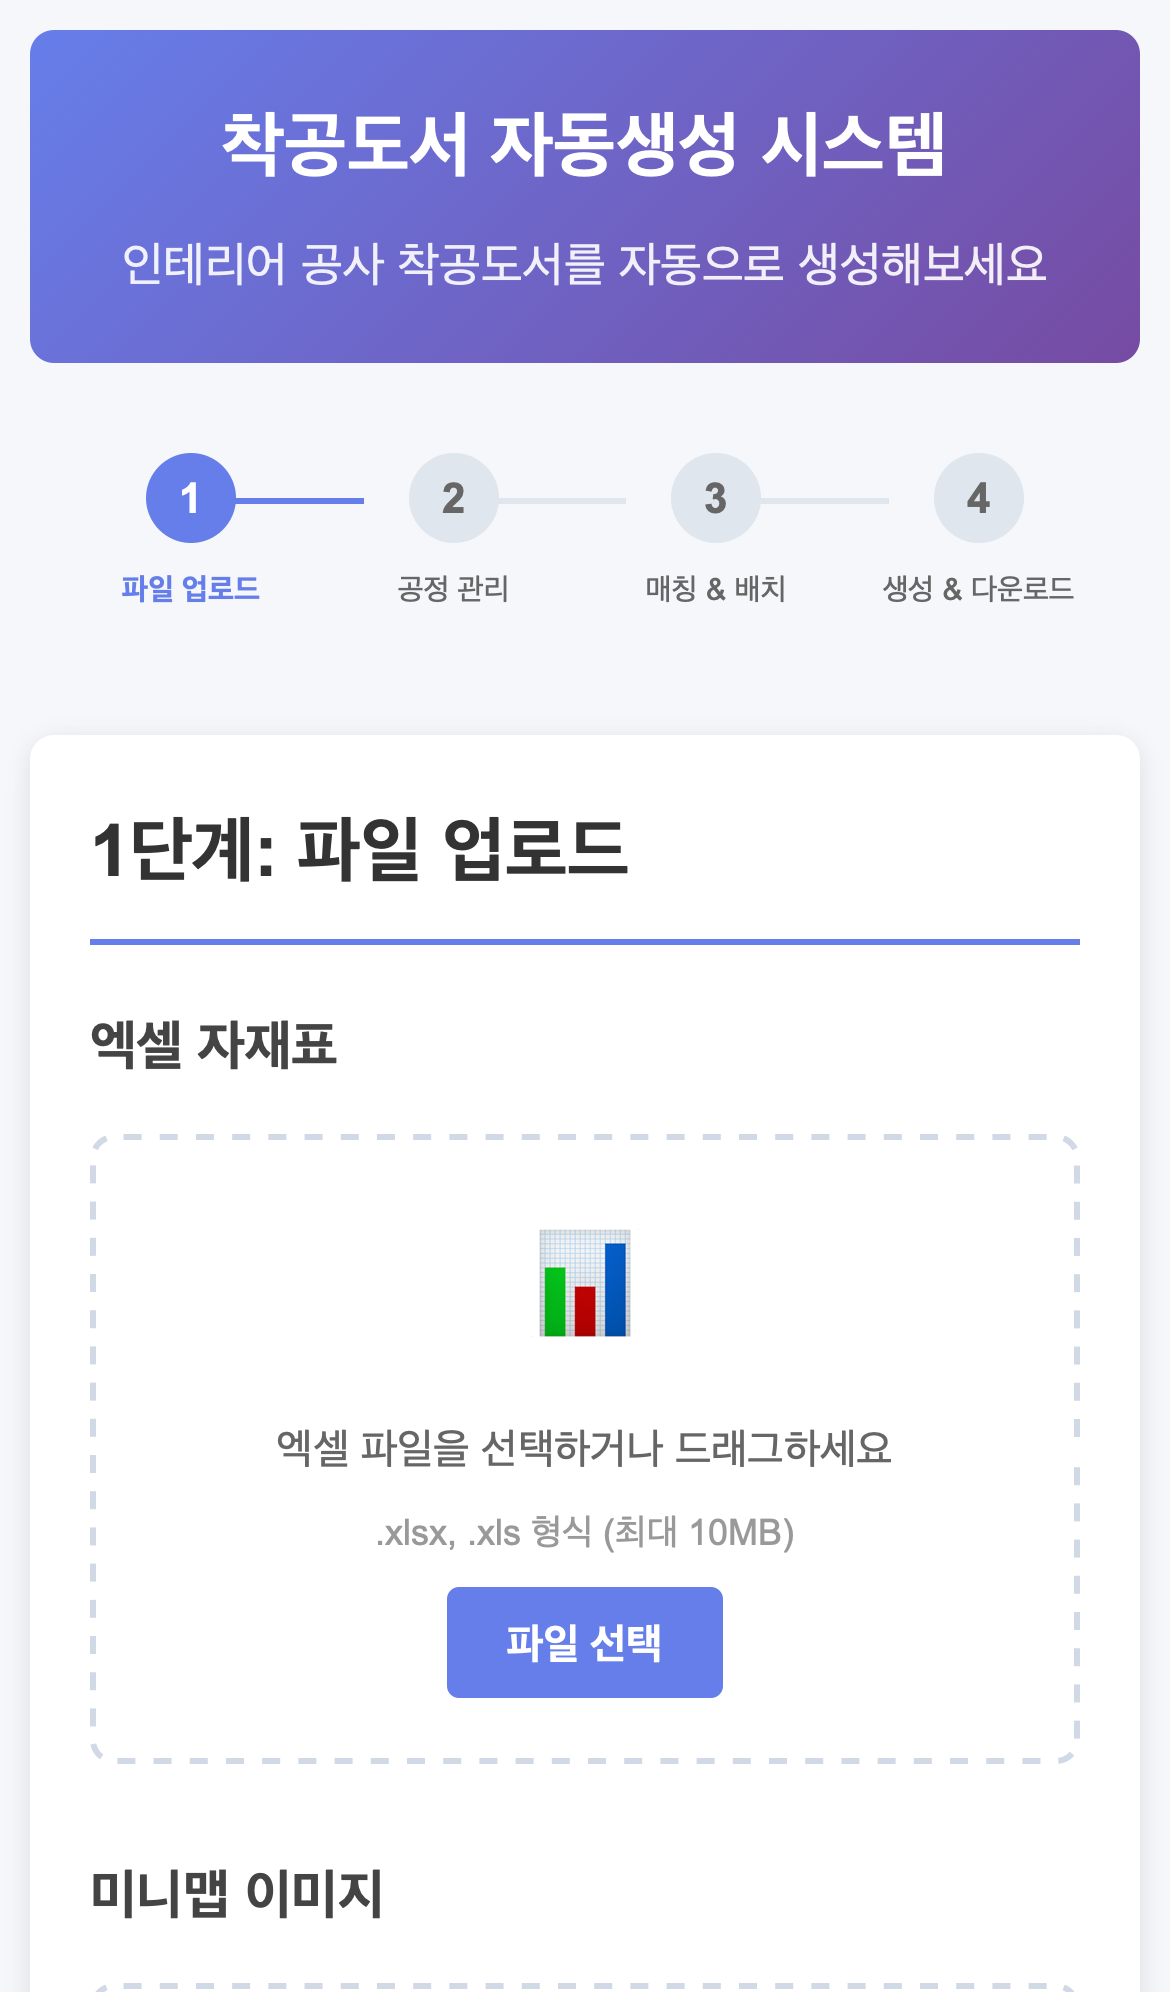 착공도서 자동생성 시스템
인테리어 공사 착공도서를 자동으로 생성해보세요
1
2
3
4
파일 업로드
공정 관리
매칭 & 배치
생성 & 다운로드
1단계: 파일 업로드
엑셀 자재표
엑셀 파일을 선택하거나 드래그하세요
.xlsx, .xls 형식 (최대 10MB)
파일 선택
미니맵 이미지